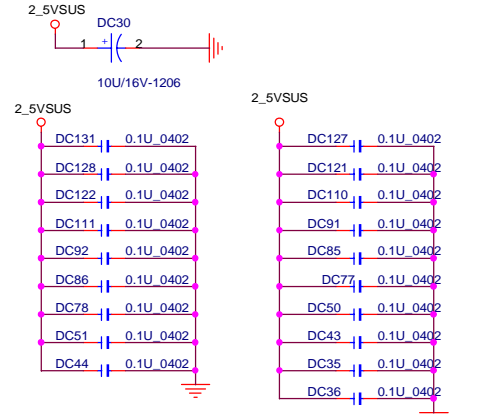 2_5VSUS
DC30
1 + 2
10U/16V-1206
2_5VSUS
DC131 0.1U_0402
DC128 0.1U_0402
DC122 0.1U_0402
DC111 0.1U_0402
DC92 0.1U_0402
DC86 0.1U_0402
DC78 0.1U_0402
DC51 0.1U_0402
DC44 0.1U_0402
2_5VSUS
DC127 0.1U_0402
DC121 0.1U_0402
DC110 0.1U_0402
DC91 0.1U_0402
DC85 0.1U_0402
DC77 0.1U_0402
DC50 0.1U_0402
DC43 0.1U_0402
DC35 0.1U_0402
DC36 0.1U_0402